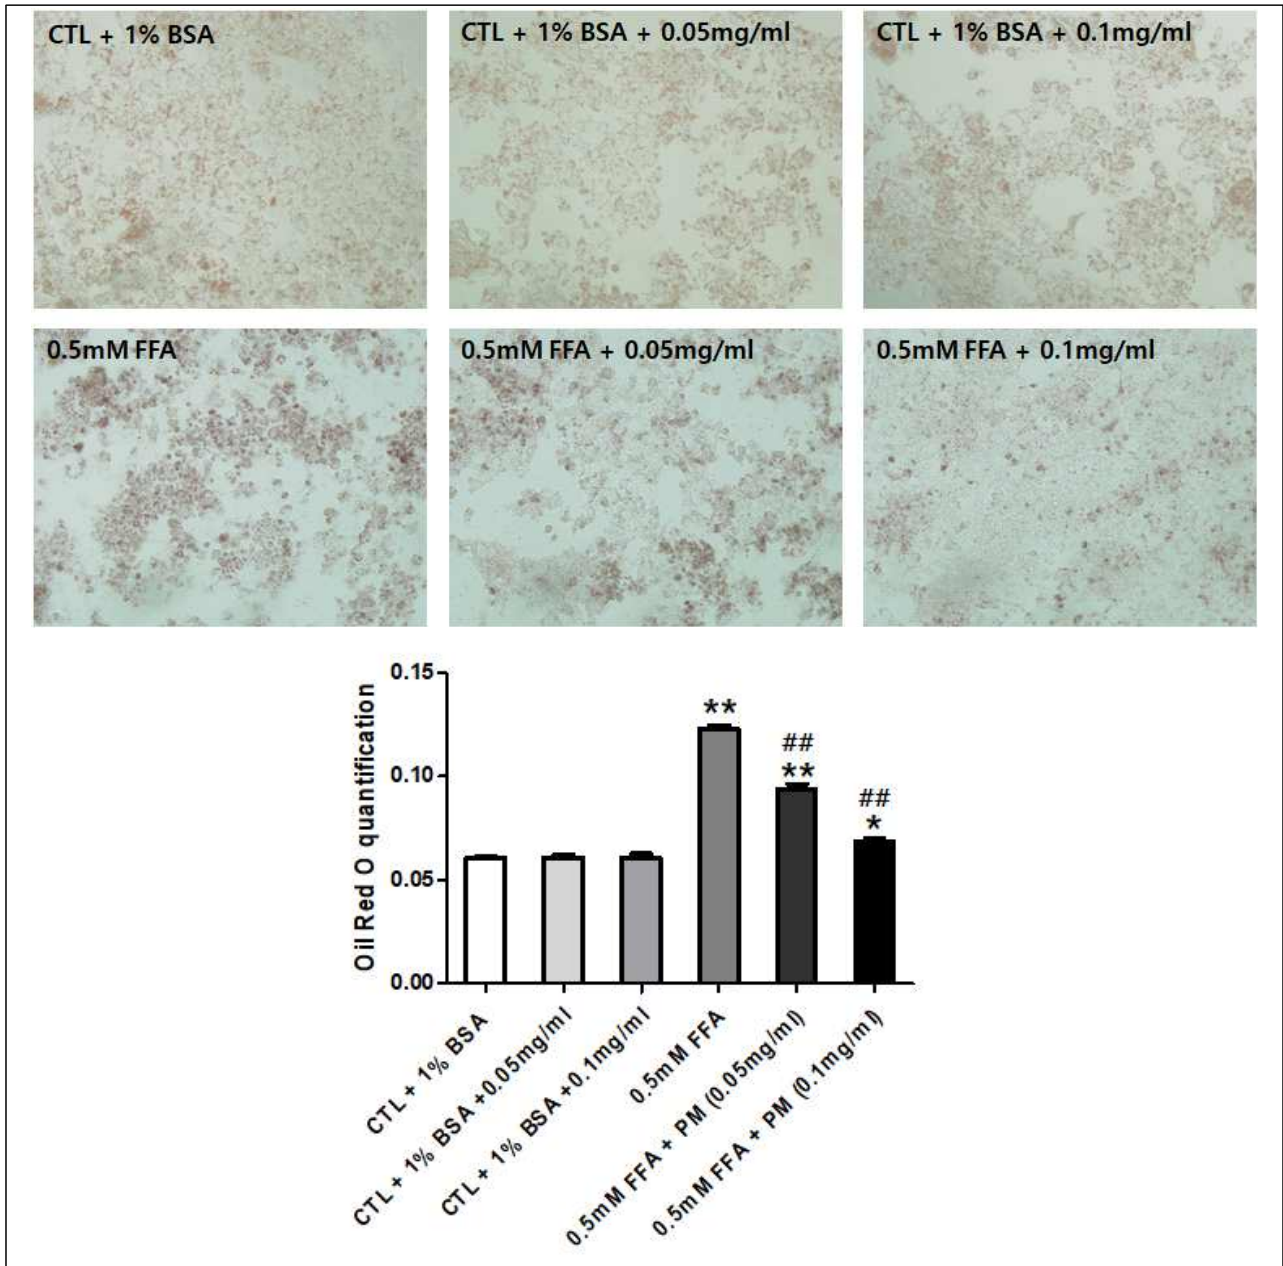 CTL + 1% BSA
CTL + 1% BSA + 0.05mg/ml
CTL + 1% BSA + 0.1mg/ml
0.5mM FFA
0.5mM FFA + 0.05mg/ml
0.5mM FFA + 0.1mg/ml
Oil Red O quantification
0.15
0.10
0.05
0.00
**
##
**
##
*
CTL + 1% BSA
CTL + 1% BSA +0.05mg/ml
CTL + 1% BSA +0.1mg/ml
0.5mM FFA
0.5mM FFA + PM (0.05mg/ml)
0.5mM FFA + PM (0.1mg/ml)